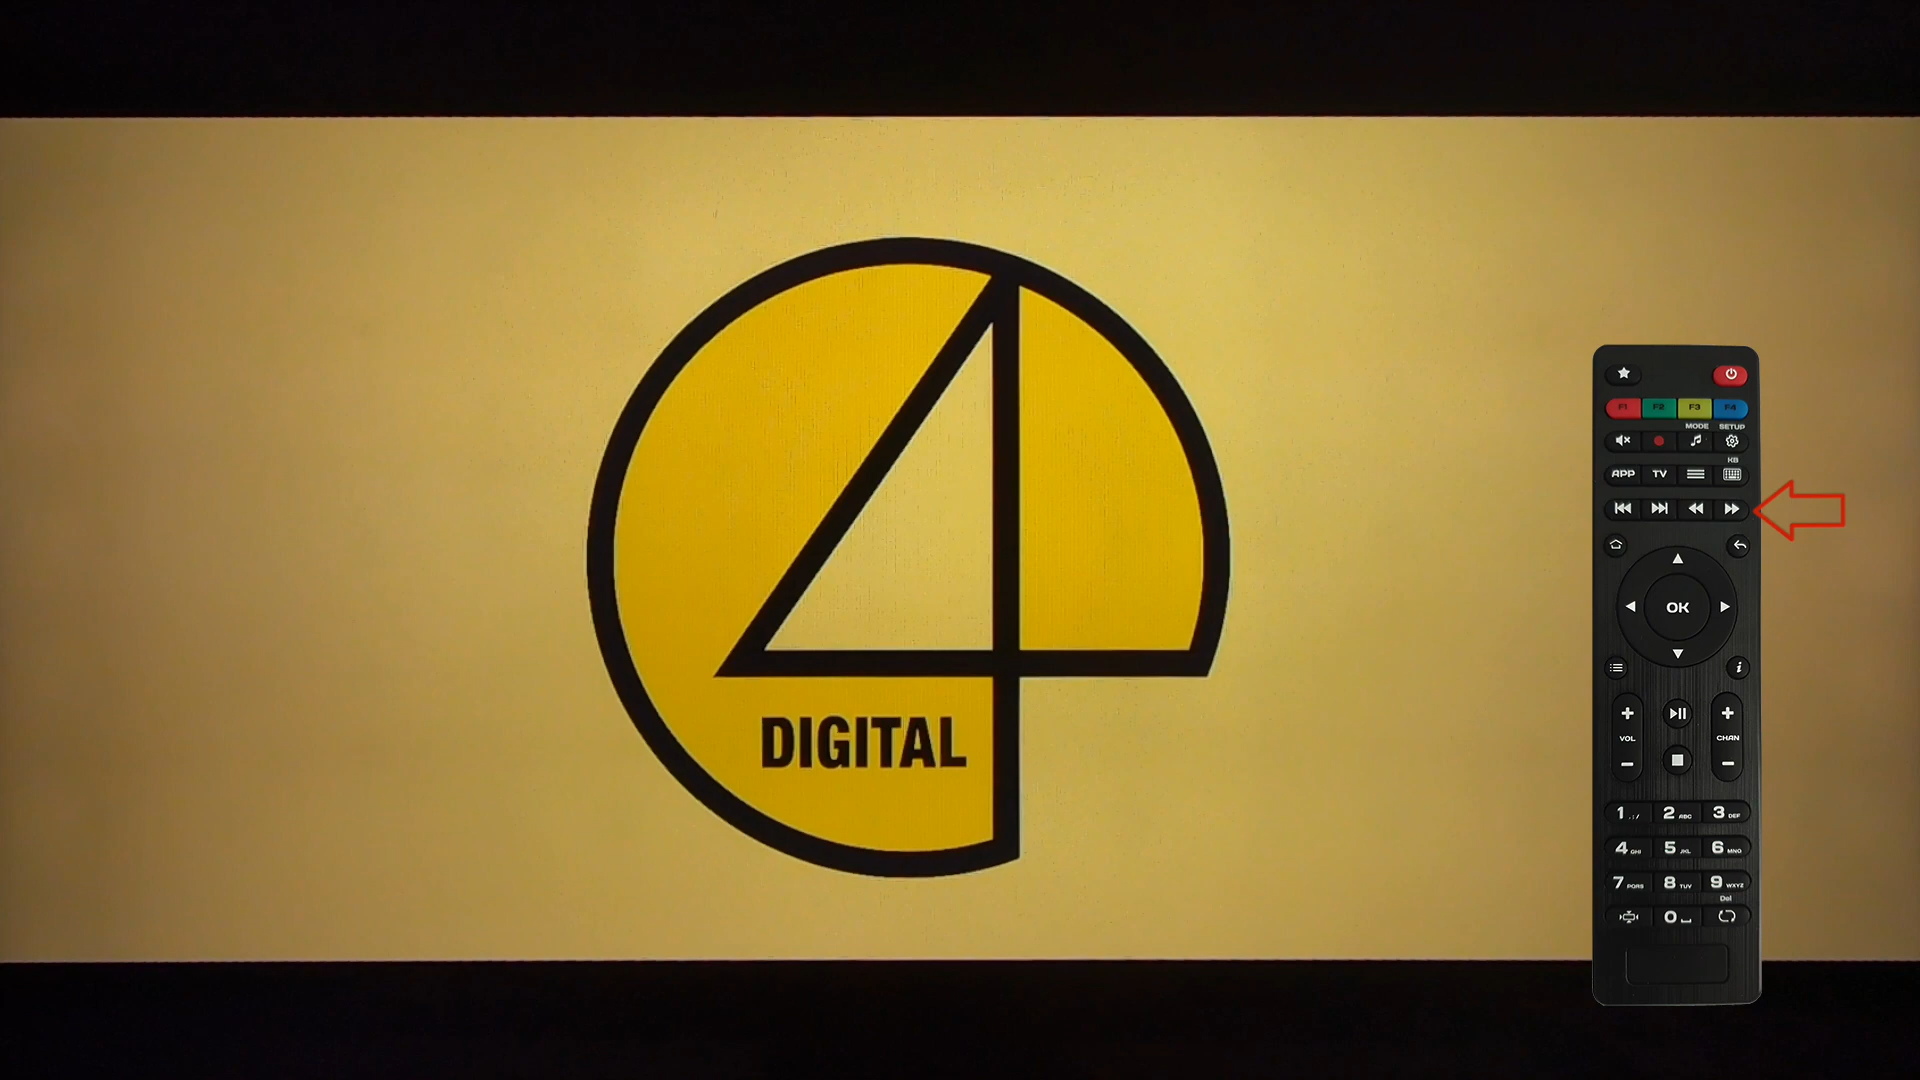 4
DIGITAL
F1 F2 F3 F4
MODE SETUP
KB
APP TV
OK
VOL CHAN
1 ./ 2 ABC 3 DEF
4 GHI 5 JKL 6 MNO
7 PQRS 8 TUV 9 WXYZ
Del
0